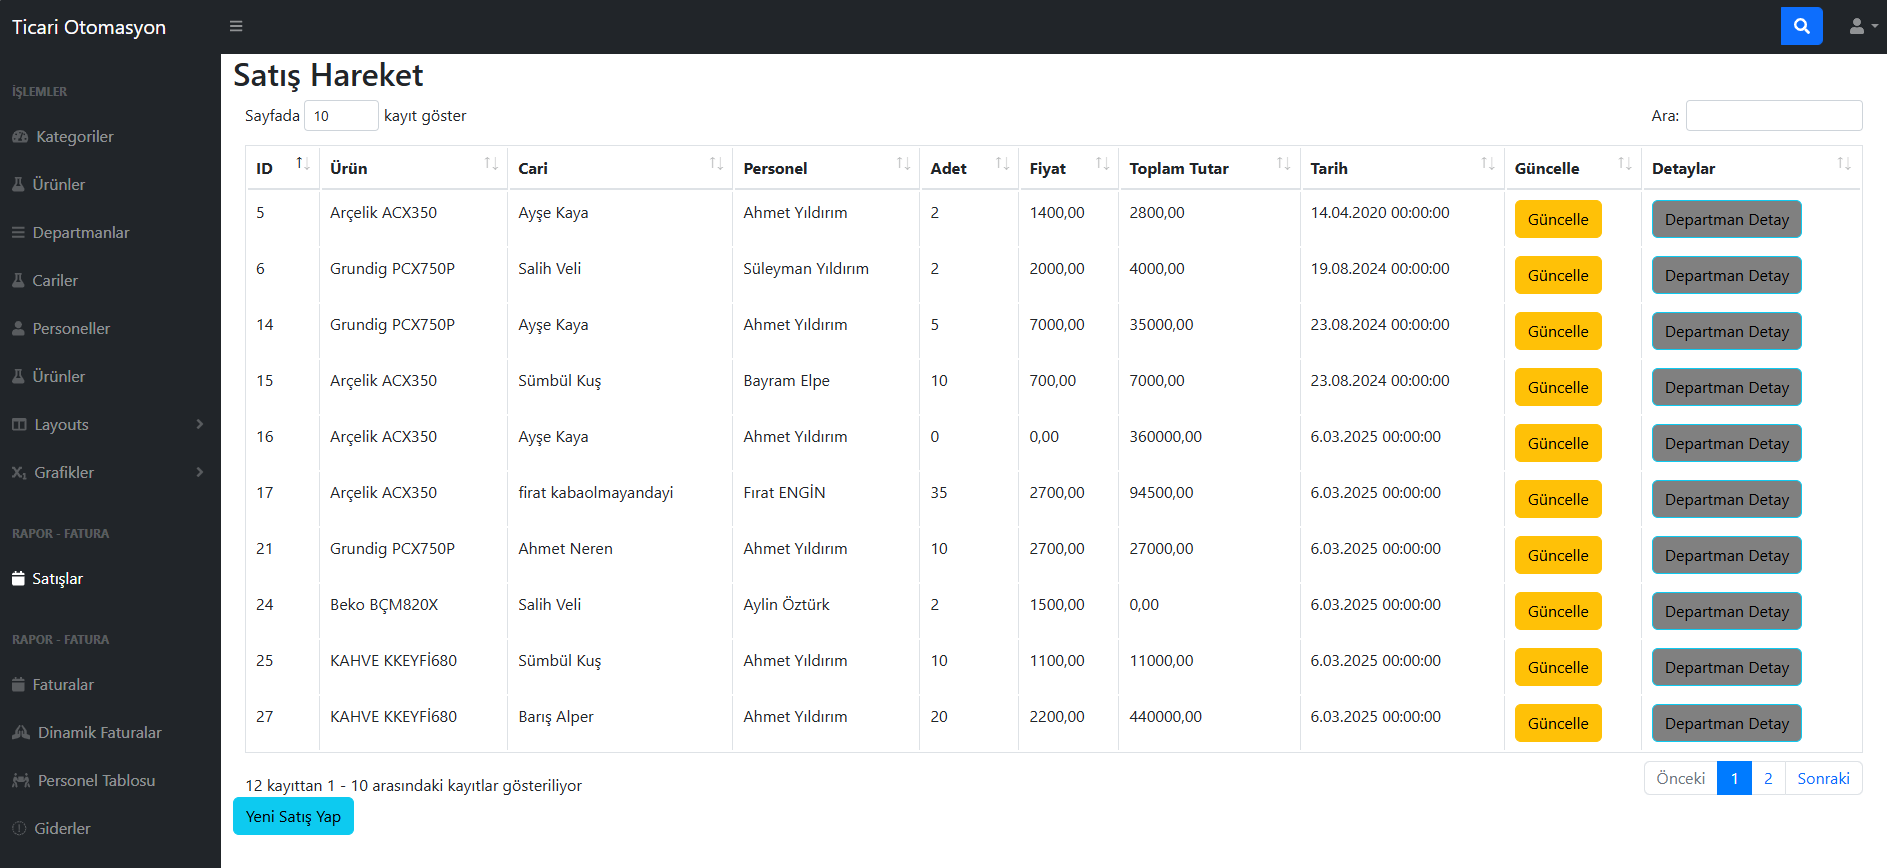 Ticari Otomasyon
İŞLEMLER
Kategoriler
Ürünler
Departmanlar
Cariler
Personeller
Ürünler
Layouts
Grafikler
RAPOR - FATURA
Satışlar
RAPOR - FATURA
Faturalar
Dinamik Faturalar
Personel Tablosu
Giderler
Satış Hareket
Sayfada 10 kayıt göster
Ara:
ID Ürün Cari Personel Adet Fiyat Toplam Tutar Tarih Güncelle Detaylar
5 Arçelik ACX350 Ayşe Kaya Ahmet Yıldırım 2 1400,00 2800,00 14.04.2020 00:00:00 Güncelle Departman Detay
6 Grundig PCX750P Salih Veli Süleyman Yıldırım 2 2000,00 4000,00 19.08.2024 00:00:00 Güncelle Departman Detay
14 Grundig PCX750P Ayşe Kaya Ahmet Yıldırım 5 7000,00 35000,00 23.08.2024 00:00:00 Güncelle Departman Detay
15 Arçelik ACX350 Sümbül Kuş Bayram Elpe 10 700,00 7000,00 23.08.2024 00:00:00 Güncelle Departman Detay
16 Arçelik ACX350 Ayşe Kaya Ahmet Yıldırım 0 0,00 360000,00 6.03.2025 00:00:00 Güncelle Departman Detay
17 Arçelik ACX350 firat kabaolmayandayi Fırat ENGİN 35 2700,00 94500,00 6.03.2025 00:00:00 Güncelle Departman Detay
21 Grundig PCX750P Ahmet Neren Ahmet Yıldırım 10 2700,00 27000,00 6.03.2025 00:00:00 Güncelle Departman Detay
24 Beko BÇM820X Salih Veli Aylin Öztürk 2 1500,00 0,00 6.03.2025 00:00:00 Güncelle Departman Detay
25 KAHVE KKEYFİ680 Sümbül Kuş Ahmet Yıldırım 10 1100,00 11000,00 6.03.2025 00:00:00 Güncelle Departman Detay
27 KAHVE KKEYFİ680 Barış Alper Ahmet Yıldırım 20 2200,00 440000,00 6.03.2025 00:00:00 Güncelle Departman Detay
12 kayıttan 1 - 10 arasındaki kayıtlar gösteriliyor
Önceki 1 2 Sonraki
Yeni Satış Yap